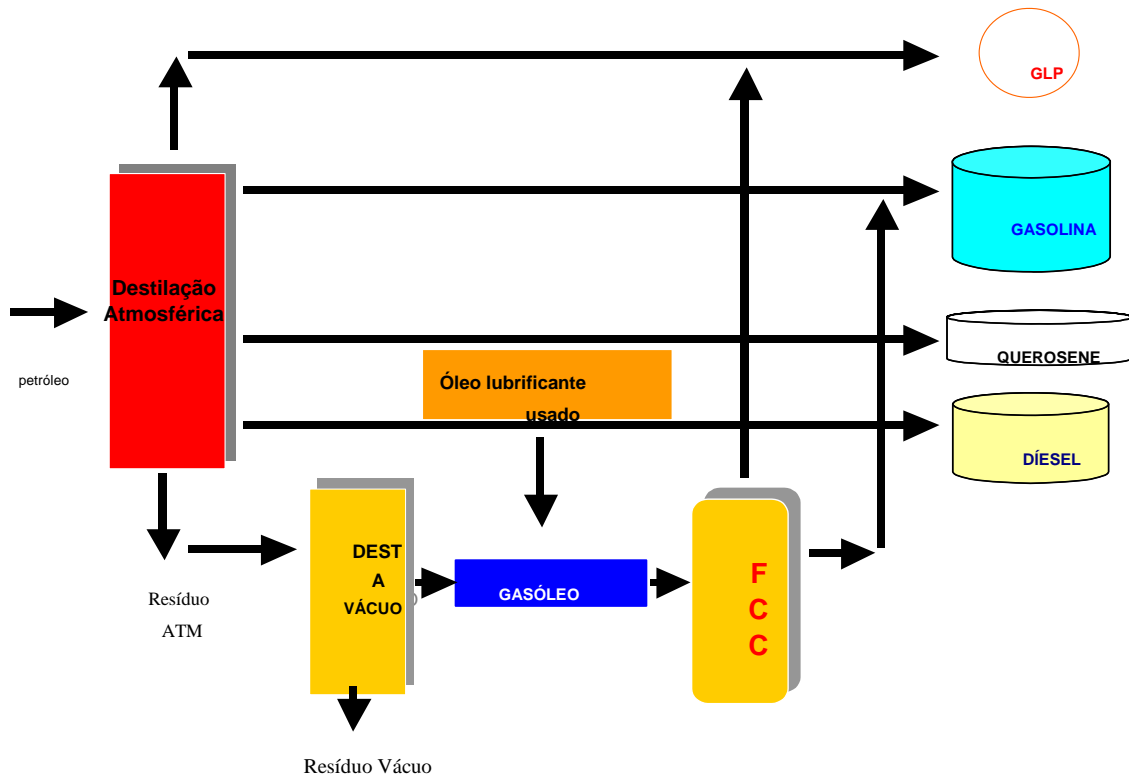 GLP
GASOLINA
Destilação
Atmosférica
petróleo
QUEROSENE
Óleo lubrificante
usado
DÍESEL
DEST
A
VÁCUO
GASÓLEO
F
C
C
Resíduo
ATM
Resíduo Vácuo